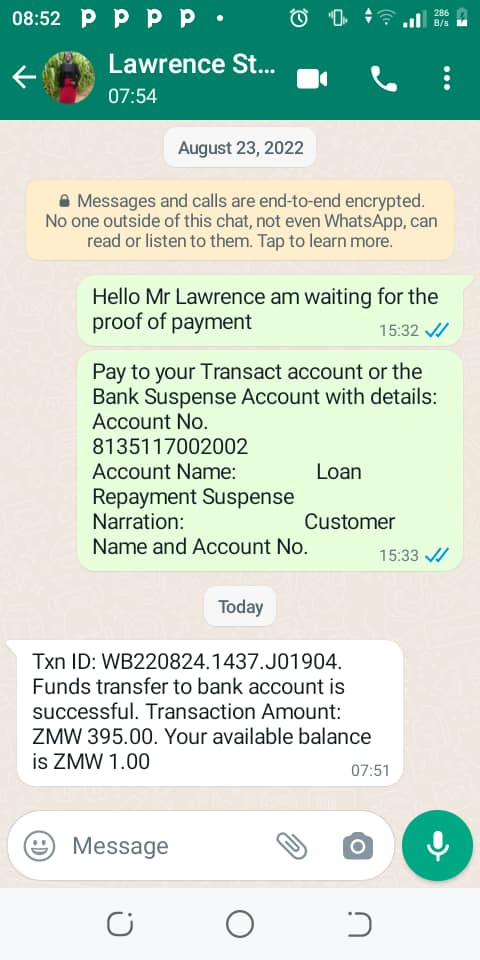 08:52
286
B/s
Lawrence St...
07:54
August 23, 2022
Messages and calls are end-to-end encrypted.
No one outside of this chat, not even WhatsApp, can
read or listen to them. Tap to learn more.
Hello Mr Lawrence am waiting for the
proof of payment
15:32
Pay to your Transact account or the
Bank Suspense Account with details:
Account No.
8135117002002
Account Name: Loan
Repayment Suspense
Narration: Customer
Name and Account No.
15:33
Today
Txn ID: WB220824.1437.J01904.
Funds transfer to bank account is
successful. Transaction Amount:
ZMW 395.00. Your available balance
is ZMW 1.00
07:51
Message